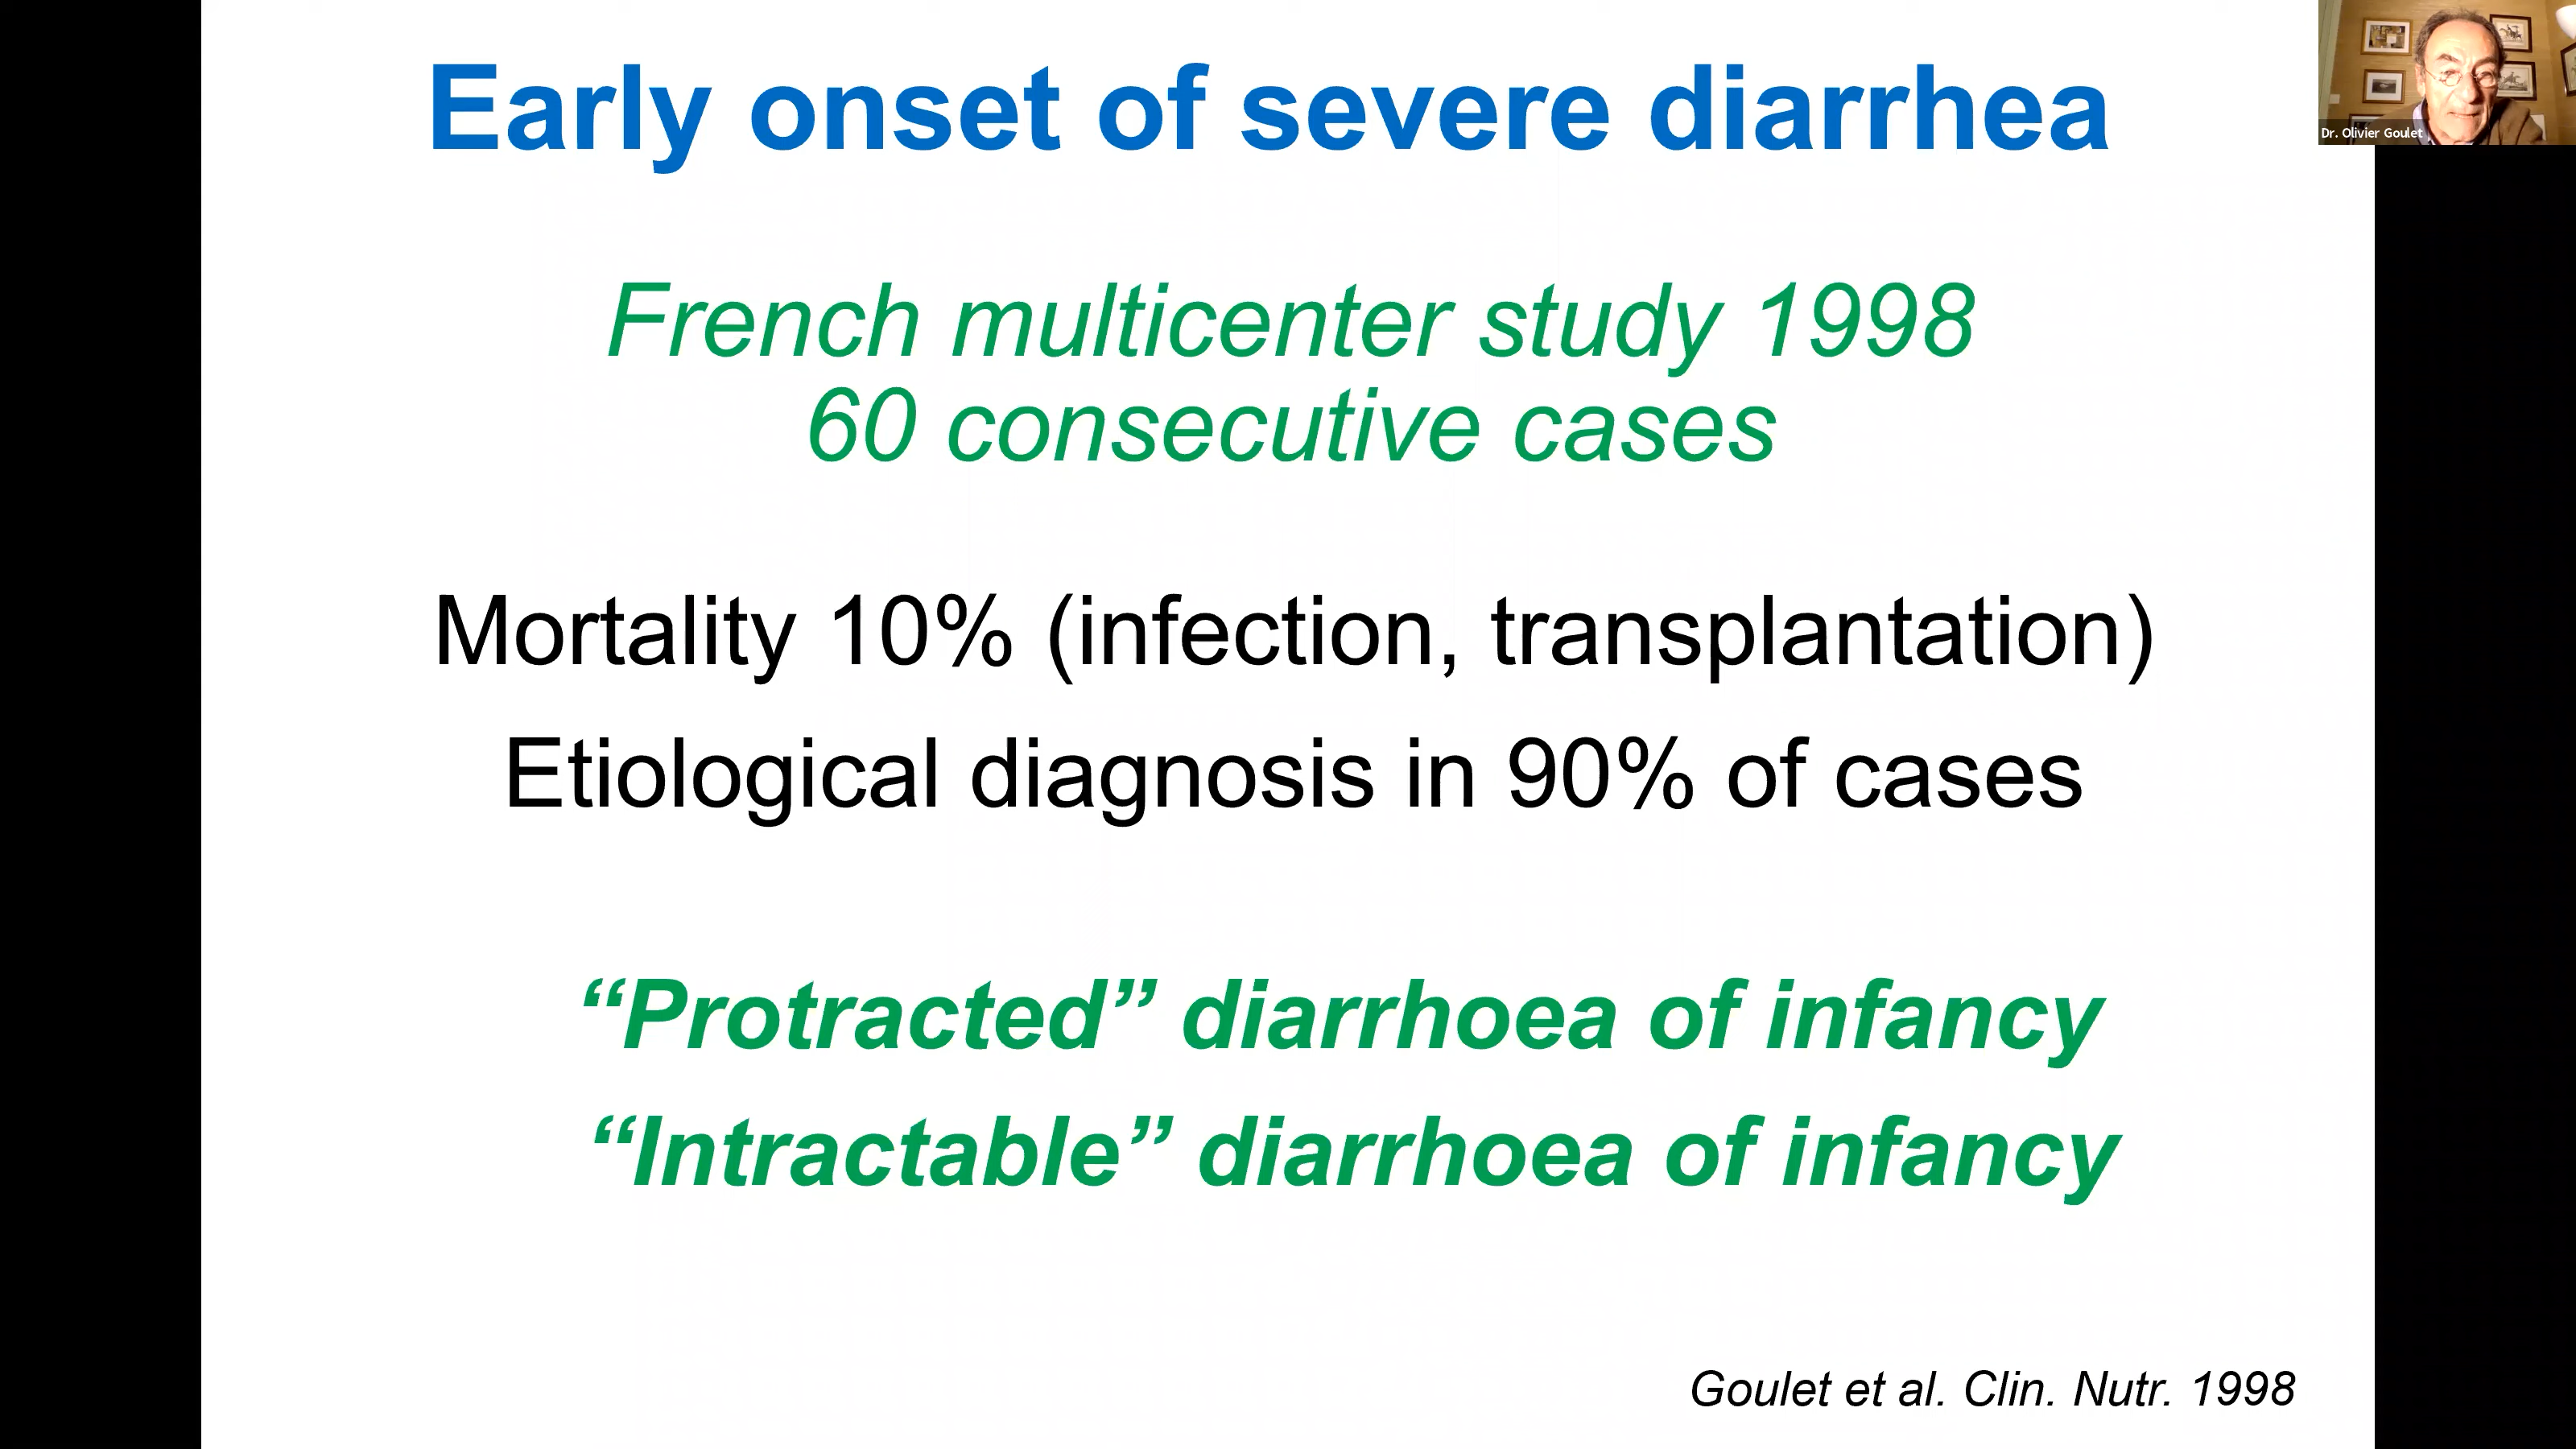 Early onset of severe diarrhea
Dr. Olivier Goulet
French multicenter study 1998
60 consecutive cases
Mortality 10% (infection, transplantation)
Etiological diagnosis in 90% of cases
“Protracted” diarrhoea of infancy
“Intractable” diarrhoea of infancy
Goulet et al. Clin. Nutr. 1998